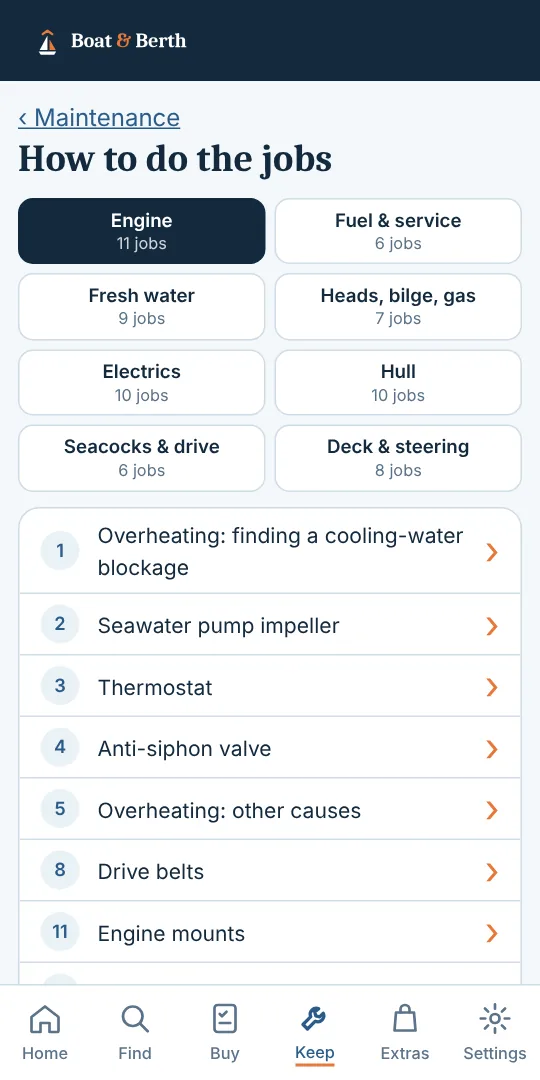 Boat & Berth
‹ Maintenance
How to do the jobs
Engine
11 jobs
Fuel & service
6 jobs
Fresh water
9 jobs
Heads, bilge, gas
7 jobs
Electrics
10 jobs
Hull
10 jobs
Seacocks & drive
6 jobs
Deck & steering
8 jobs
1 Overheating: finding a cooling-water
blockage
2 Seawater pump impeller
3 Thermostat
4 Anti-siphon valve
5 Overheating: other causes
8 Drive belts
11 Engine mounts
Home Find Buy Keep Extras Settings